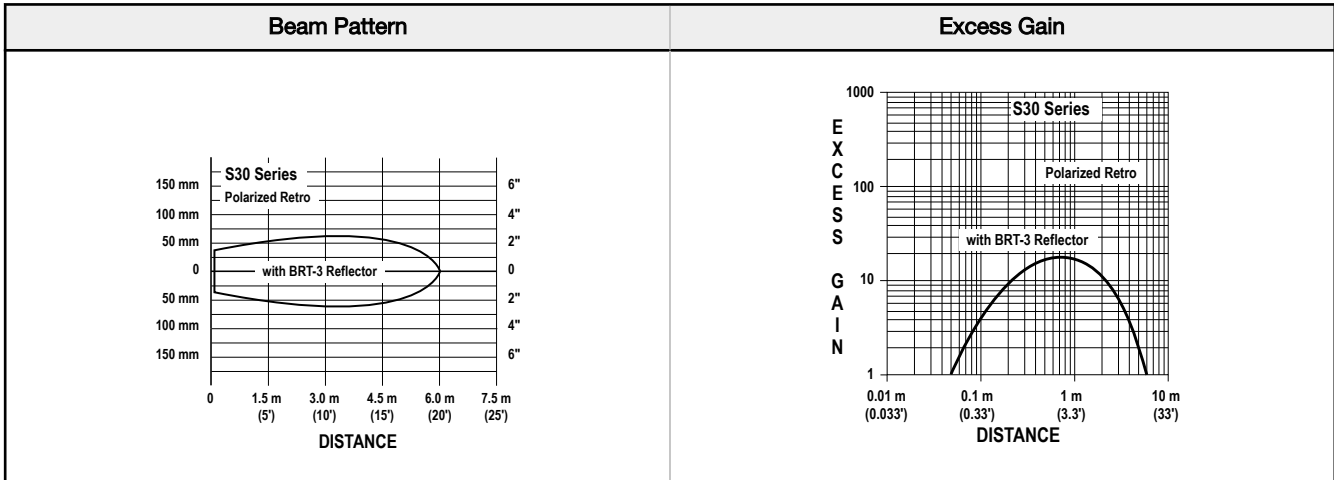 Beam Pattern
Excess Gain
S30 Series
Polarized Retro
150 mm
100 mm
50 mm
0
50 mm
100 mm
150 mm
6"
4"
2"
0
2"
4"
6"
with BRT-3 Reflector
0 1.5 m 3.0 m 4.5 m 6.0 m 7.5 m
(5') (10') (15') (20') (25')
DISTANCE
EXCESS GAIN
1000
100
10
1
S30 Series
Polarized Retro
with BRT-3 Reflector
0.01 m 0.1 m 1 m 10 m
(0.033') (0.33') (3.3') (33')
DISTANCE